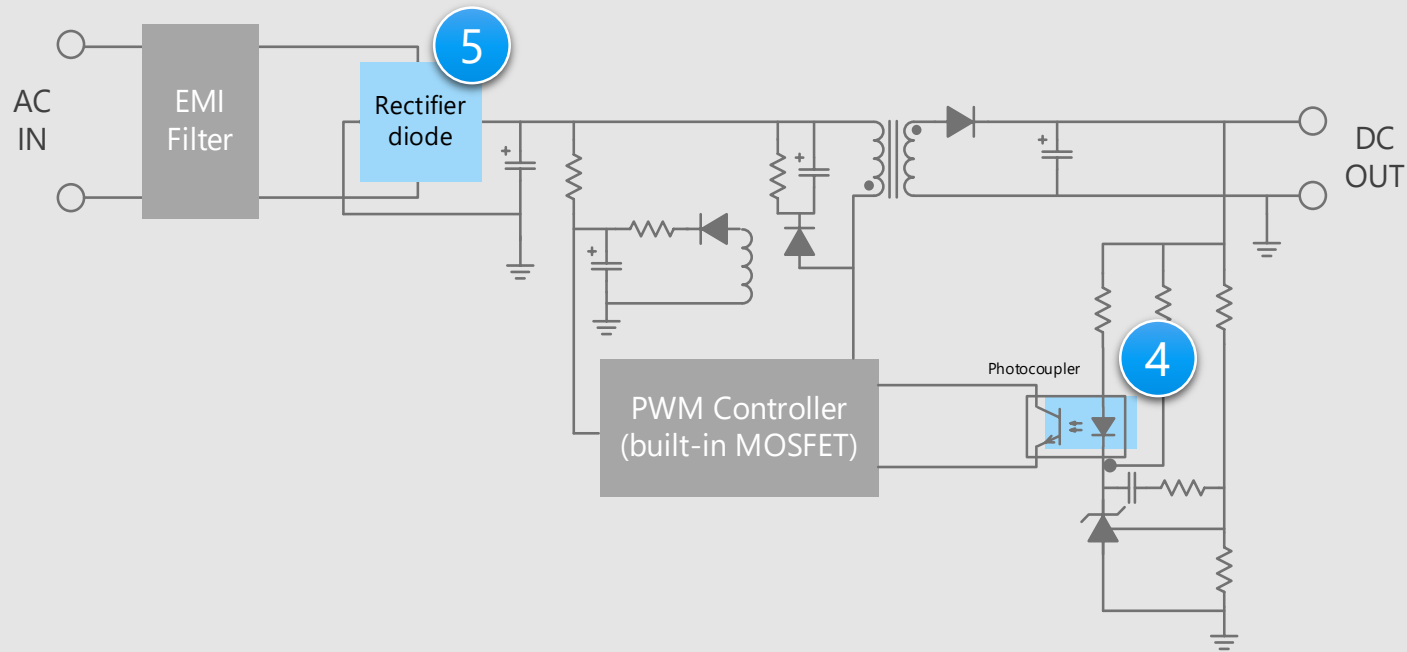 5
AC
IN
EMI
Filter
Rectifier
diode
+
+
+
DC
OUT
+
Photocoupler
4
PWM Controller
(built-in MOSFET)